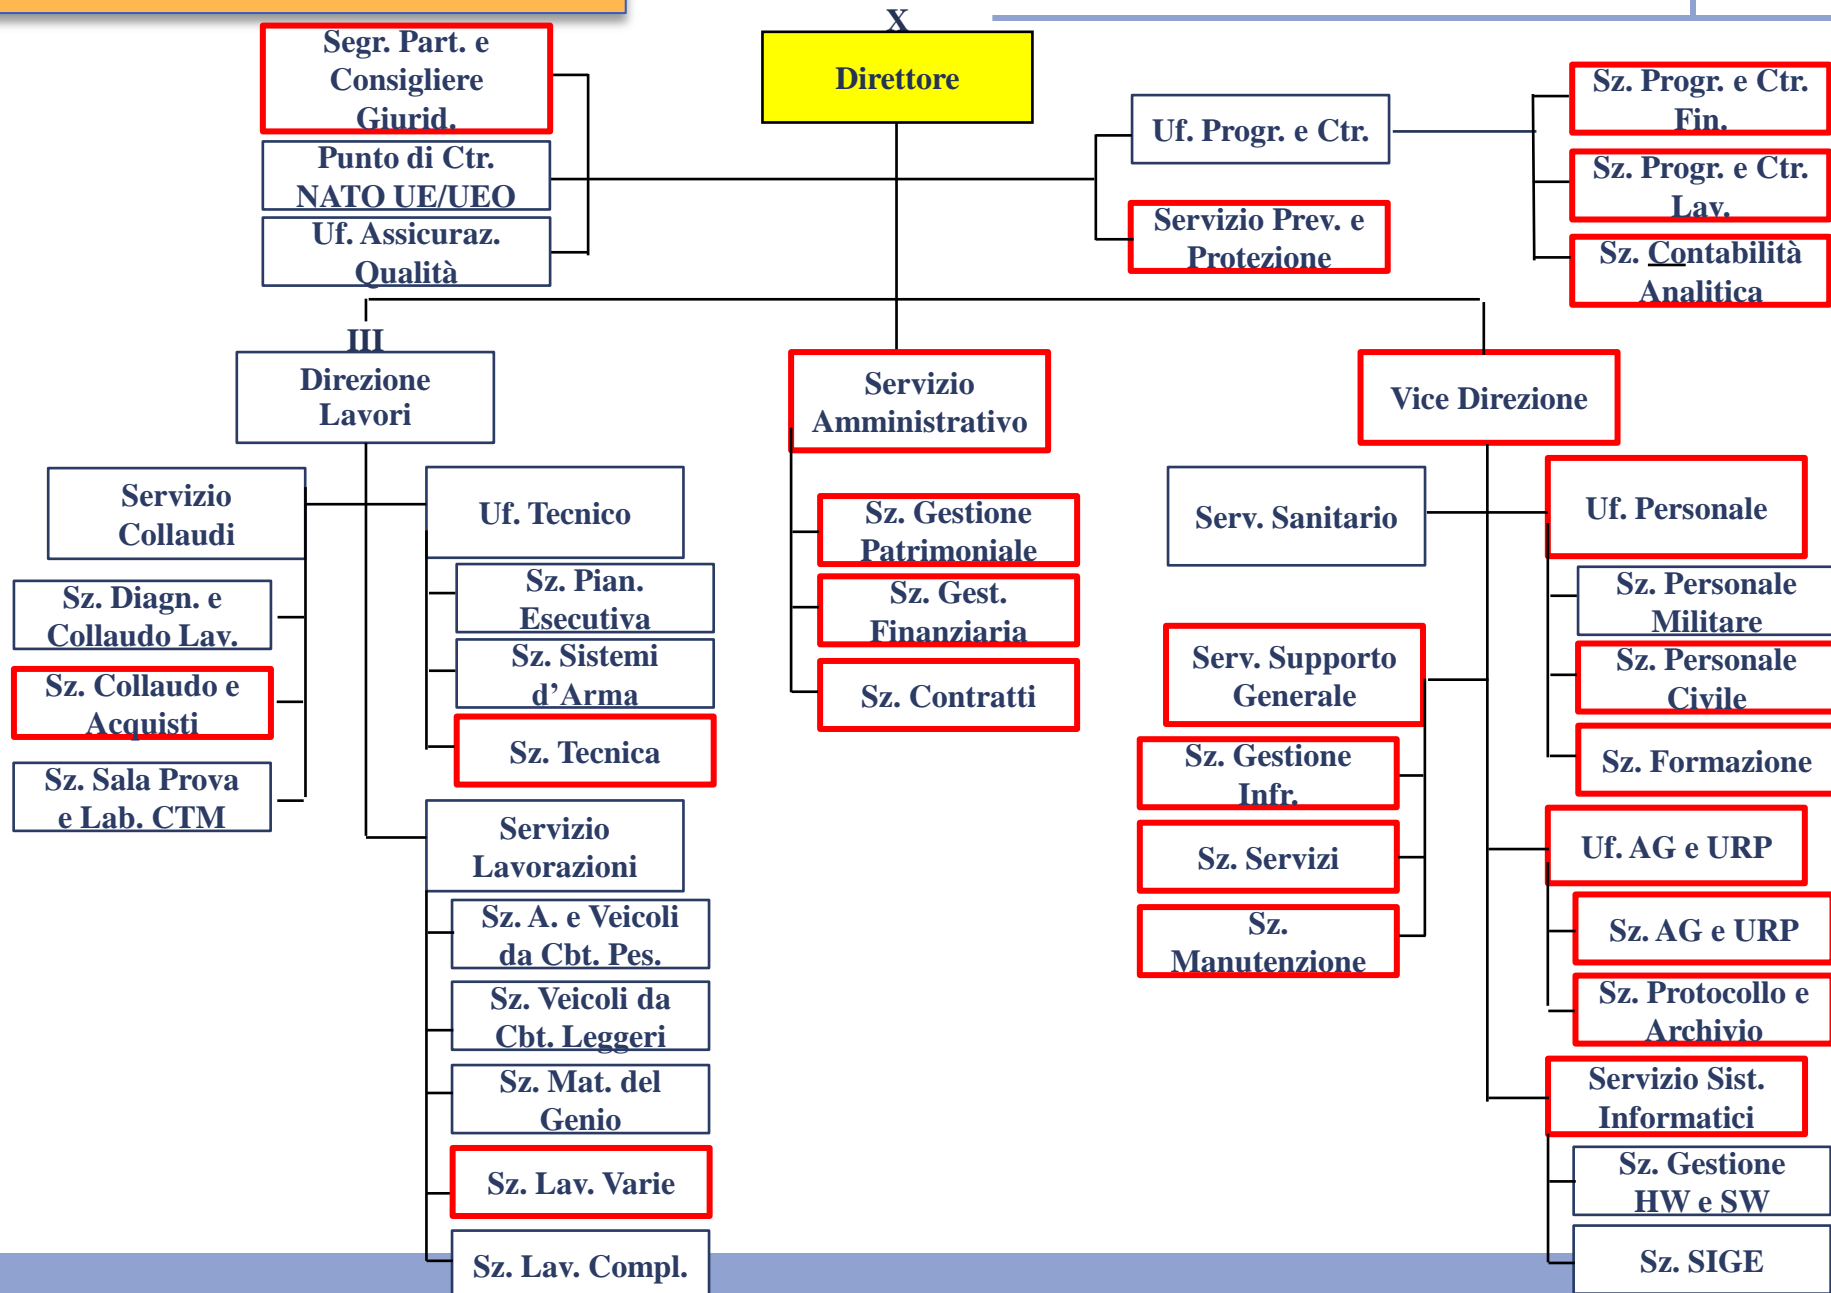 X
Direttore
Segr. Part. e
Consigliere
Giurid.
Punto di Ctr.
NATO UE/UEO
Uf. Assicuraz.
Qualità
Uf. Progr. e Ctr.
Servizio Prev. e
Protezione
Sz. Progr. e Ctr.
Fin.
Sz. Progr. e Ctr.
Lav.
Sz. Contabilità
Analitica
III
Direzione
Lavori
Servizio
Collaudi
Sz. Diagn. e
Collaudo Lav.
Sz. Collaudo e
Acquisti
Sz. Sala Prova
e Lab. CTM
Uf. Tecnico
Sz. Pian.
Esecutiva
Sz. Sistemi
d’Arma
Sz. Tecnica
Servizio
Lavorazioni
Sz. A. e Veicoli
da Cbt. Pes.
Sz. Veicoli da
Cbt. Leggeri
Sz. Mat. del
Genio
Sz. Lav. Varie
Sz. Lav. Compl.
Servizio
Amministrativo
Sz. Gestione
Patrimoniale
Sz. Gest.
Finanziaria
Sz. Contratti
Vice Direzione
Serv. Sanitario
Serv. Supporto
Generale
Sz. Gestione
Infr.
Sz. Servizi
Sz.
Manutenzione
Uf. Personale
Sz. Personale
Militare
Sz. Personale
Civile
Sz. Formazione
Uf. AG e URP
Sz. AG e URP
Sz. Protocollo e
Archivio
Servizio Sist.
Informatici
Sz. Gestione
HW e SW
Sz. SIGE